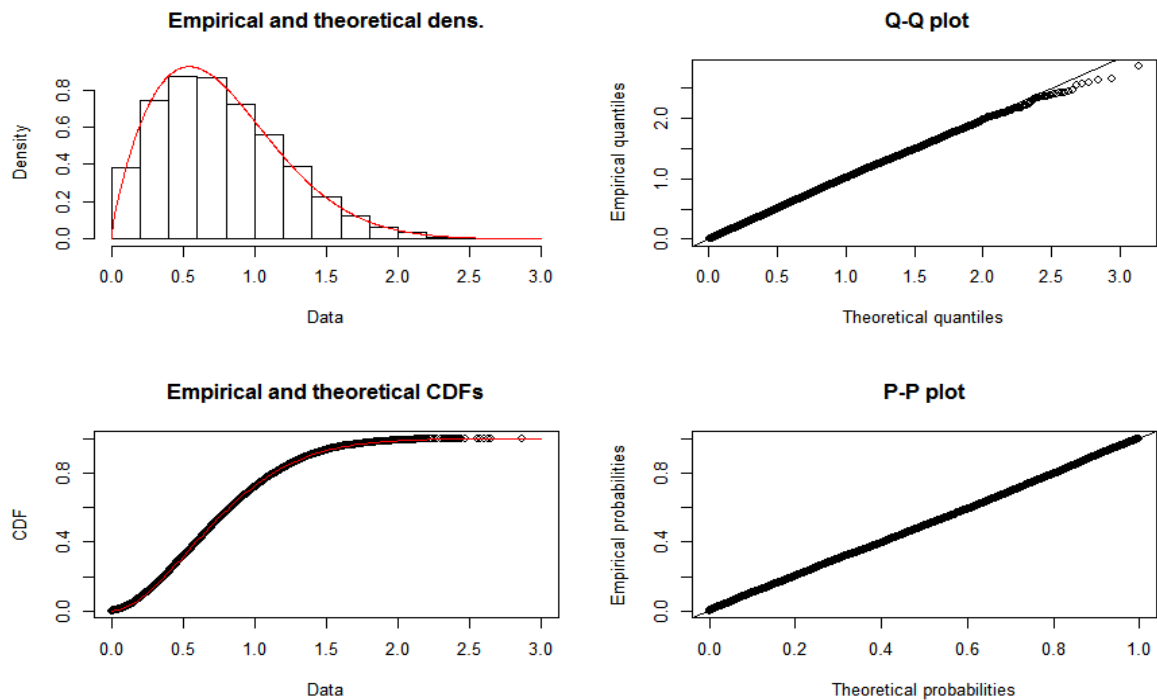 Empirical and theoretical dens.
Density
0.0 0.2 0.4 0.6 0.8
0.0 0.5 1.0 1.5 2.0 2.5 3.0
Data
Q-Q plot
Empirical quantiles
0.0 1.0 2.0
0.0 0.5 1.0 1.5 2.0 2.5 3.0
Theoretical quantiles
Empirical and theoretical CDFs
CDF
0.0 0.4 0.8
0.0 0.5 1.0 1.5 2.0 2.5 3.0
Data
P-P plot
Empirical probabilities
0.0 0.4 0.8
0.0 0.2 0.4 0.6 0.8 1.0
Theoretical probabilities